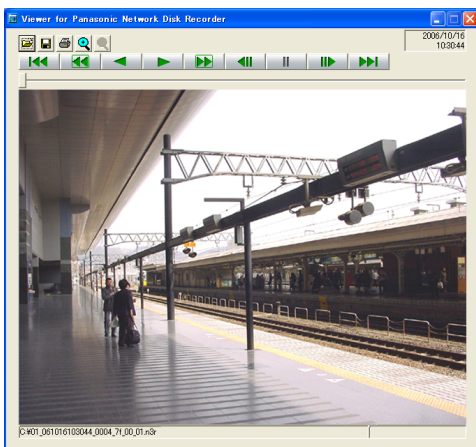 Viewer for Panasonic Network Disk Recorder
2006/10/16
10:30:44
C:¥01_061016103044_0004_7f_00_01.n3r